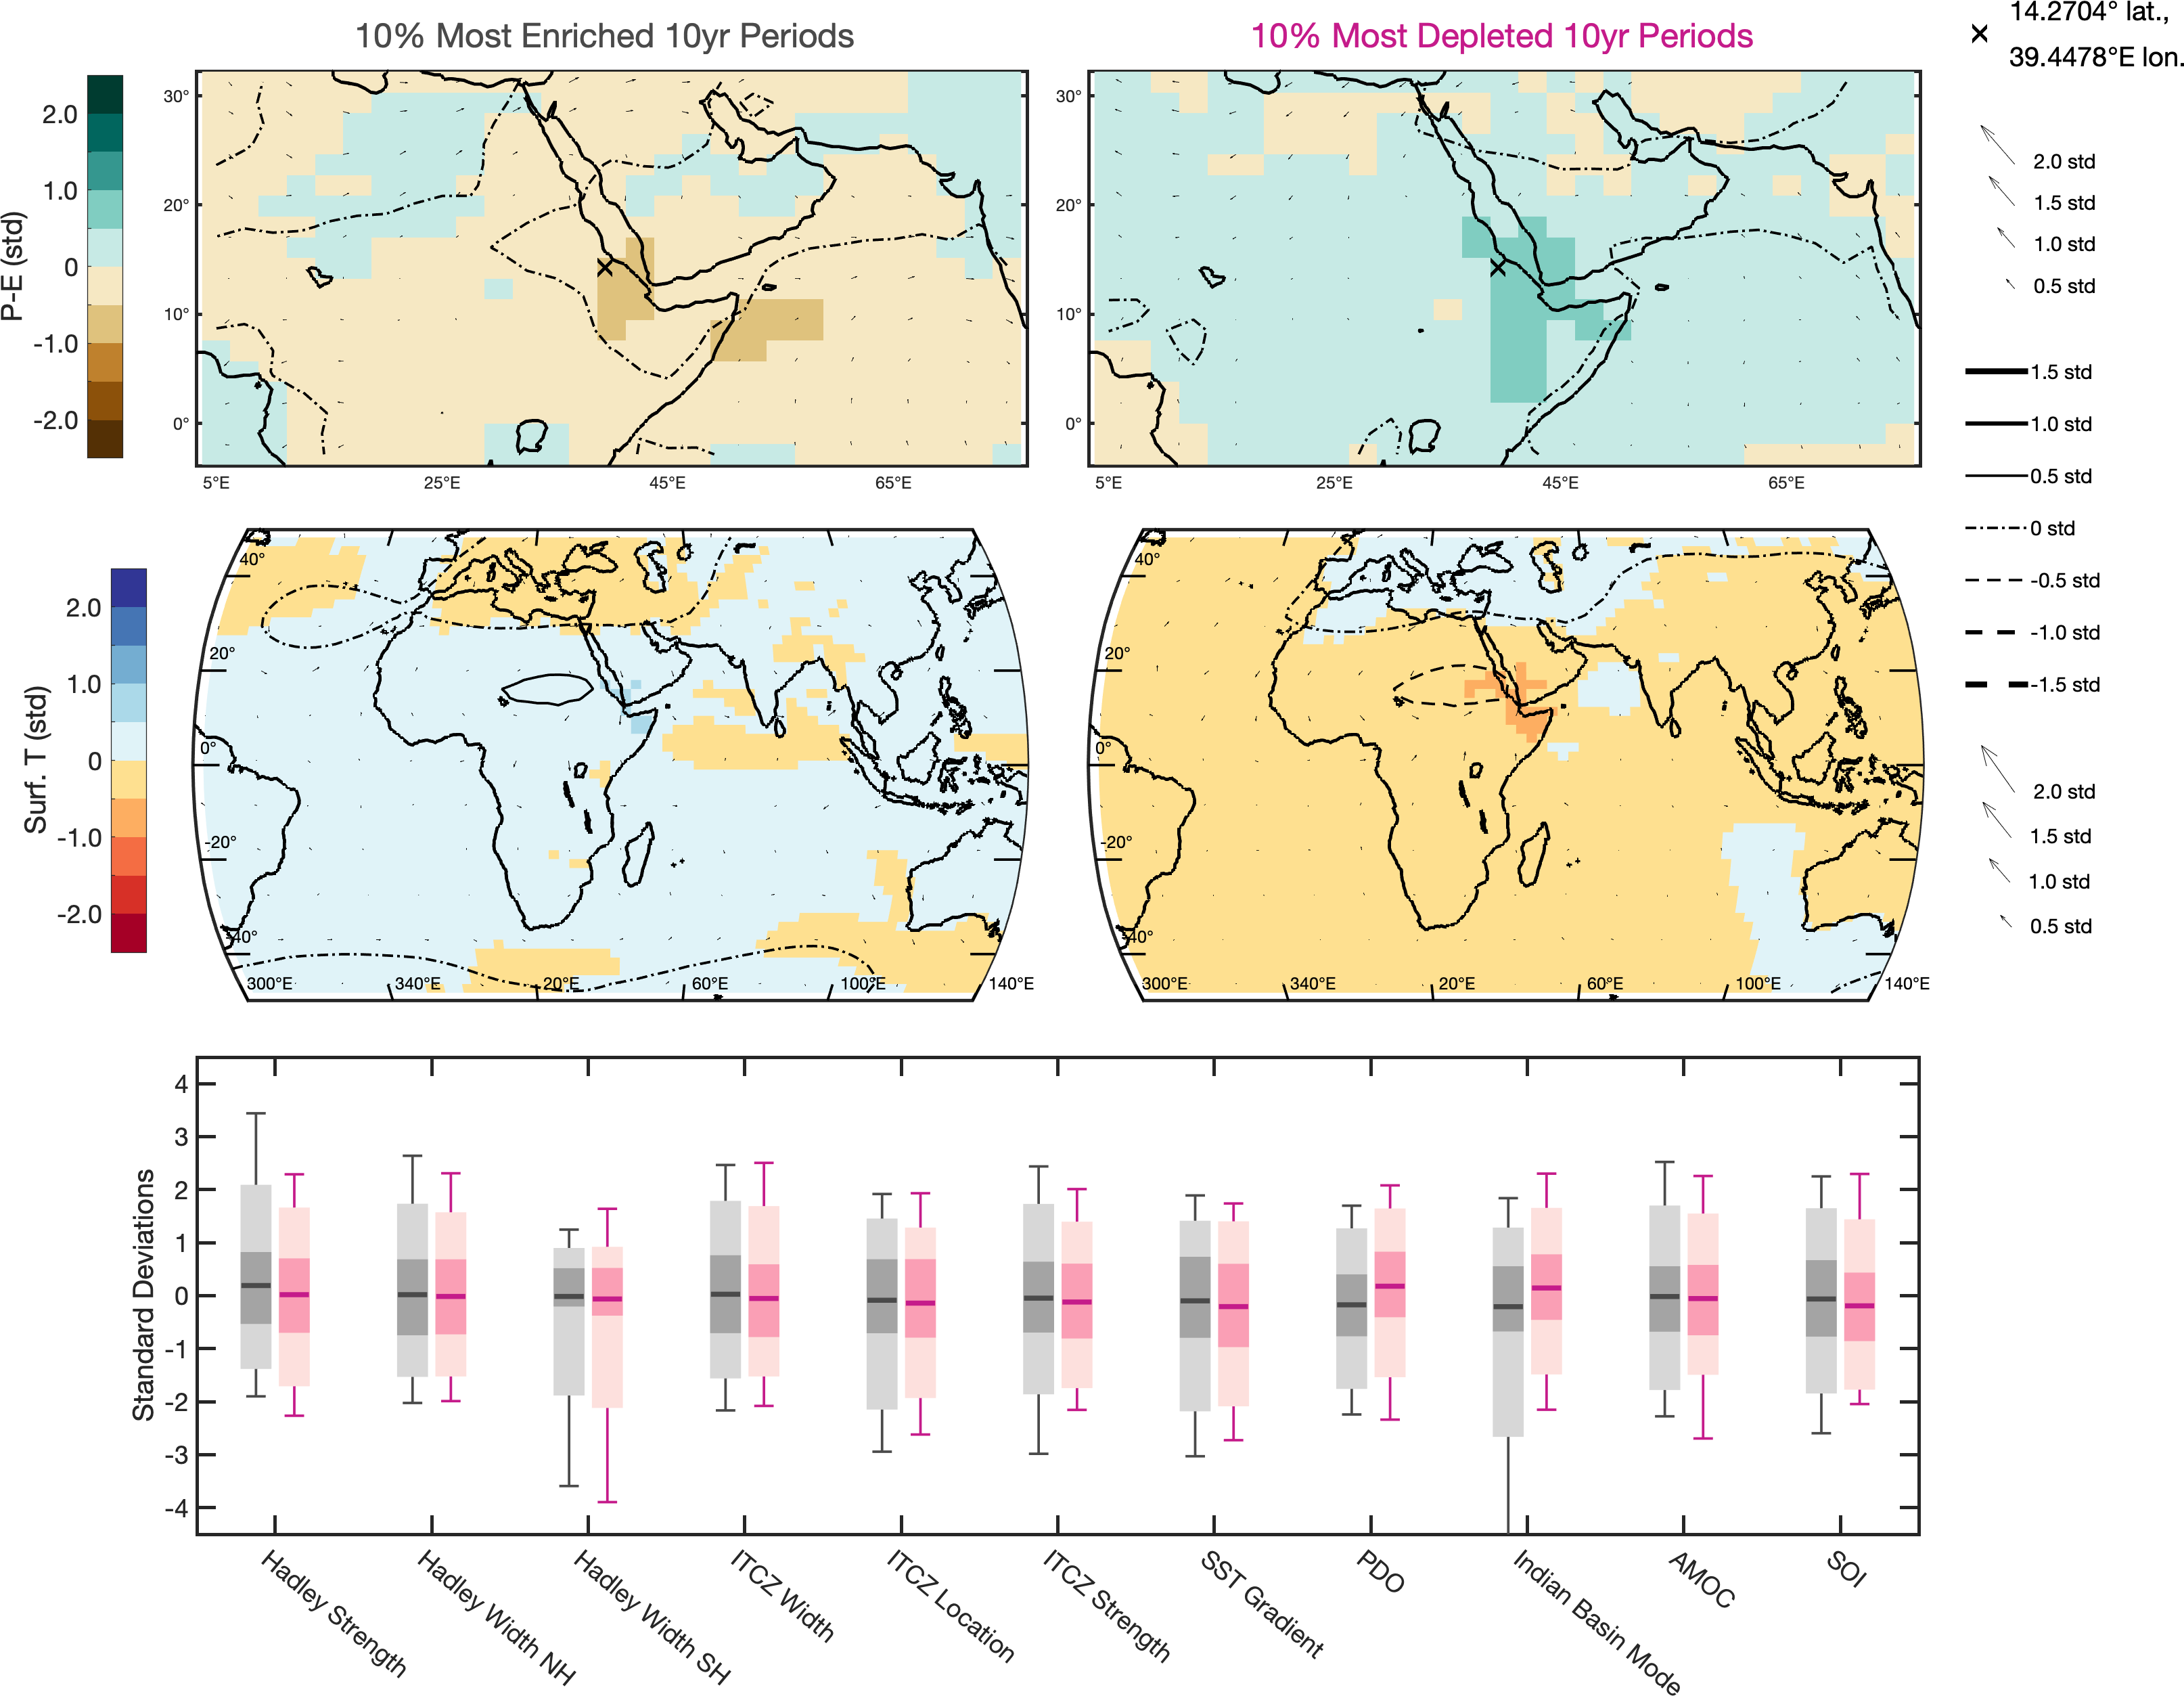 10% Most Enriched 10yr Periods
10% Most Depleted 10yr Periods
14.2704° lat.,
39.4478°E lon.
P-E (std)
2.0
1.0
0
-1.0
-2.0
30°
20°
10°
0°
5°E
25°E
45°E
65°E
30°
20°
10°
0°
5°E
25°E
45°E
65°E
2.0 std
1.5 std
1.0 std
0.5 std
1.5 std
1.0 std
0.5 std
0 std
-0.5 std
-1.0 std
-1.5 std
2.0 std
1.5 std
1.0 std
0.5 std
Surf. T (std)
2.0
1.0
0
-1.0
-2.0
40°
20°
0°
-20°
-40°
300°E
340°E
20°E
60°E
100°E
140°E
40°
20°
0°
-20°
-40°
300°E
340°E
20°E
60°E
100°E
140°E
Standard Deviations
4
3
2
1
0
-1
-2
-3
-4
Hadley Strength
Hadley Width NH
Hadley Width SH
ITCZ Width
ITCZ Location
ITCZ Strength
SST Gradient
PDO
Indian Basin Mode
AMOC
SOI